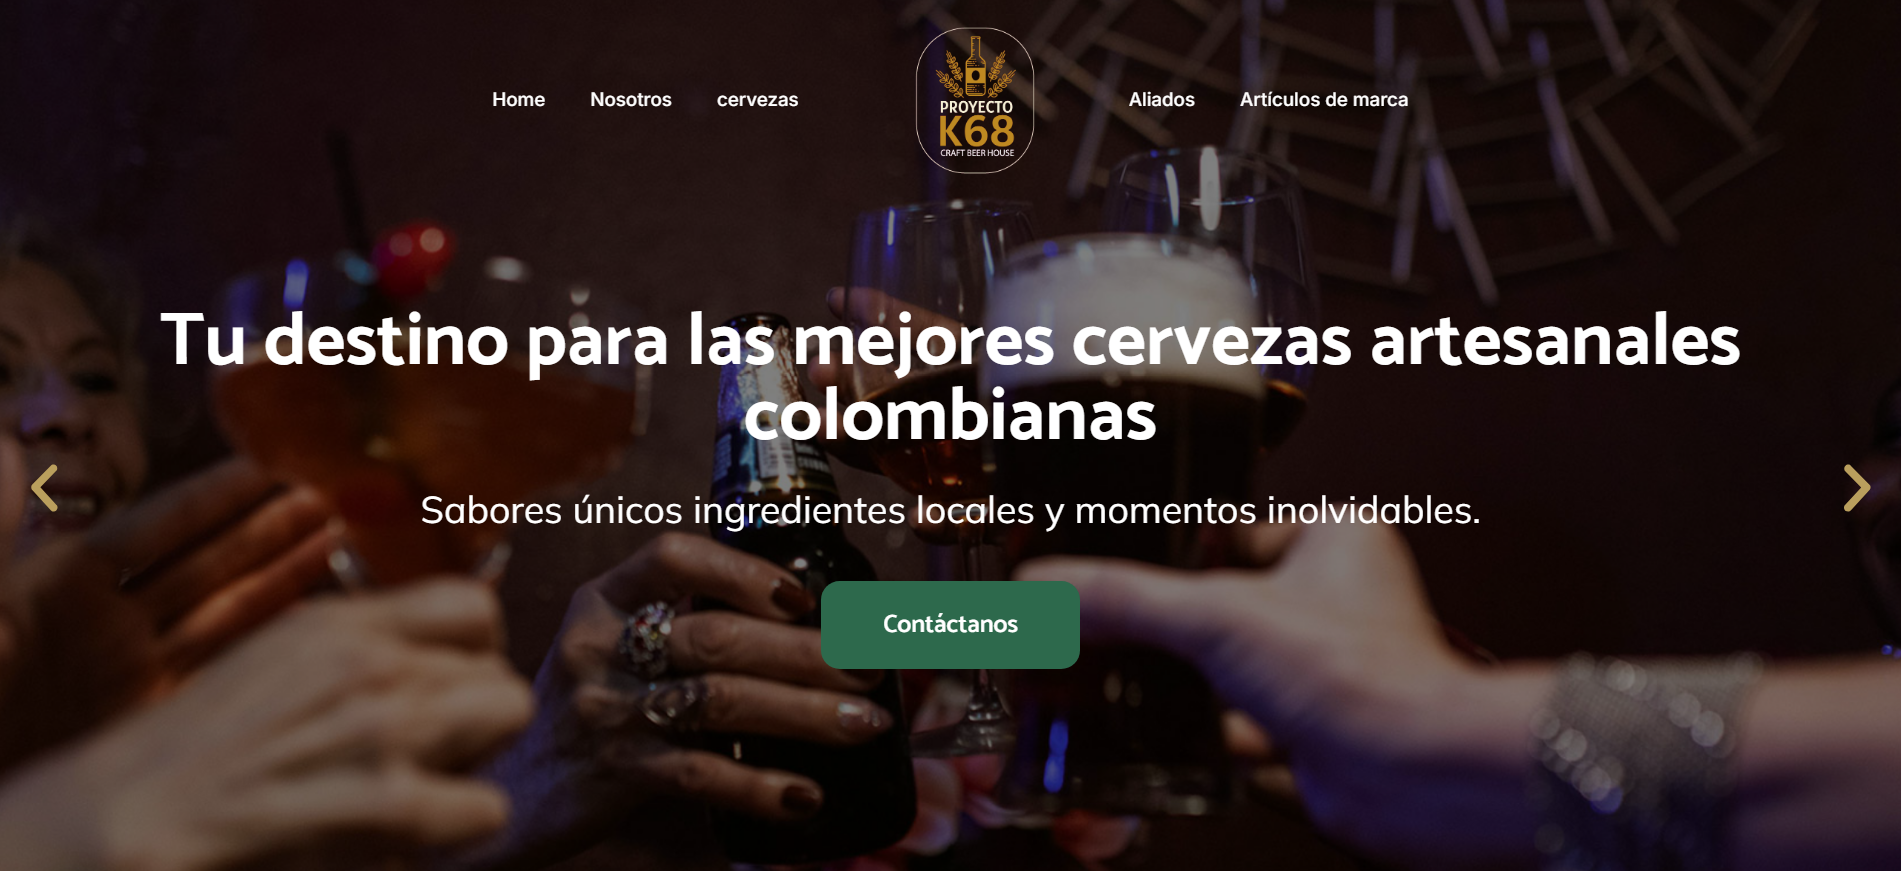 Home Nosotros cervezas
PROYECTO
K68
CRAFT BEER HOUSE
Aliados Artículos de marca
Tu destino para las mejores cervezas artesanales
colombianas
Sabores únicos ingredientes locales y momentos inolvidables.
Contáctanos